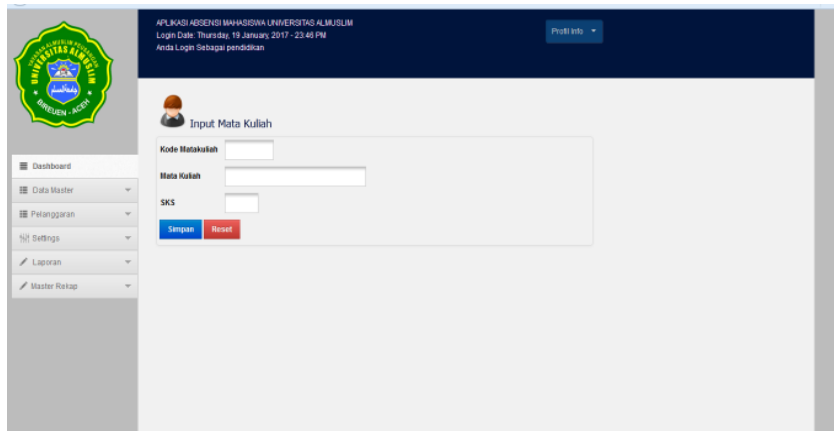 APLIKASI ABSENSI MAHASISWA UNIVERSITAS ALMUSLIM
Login Date: Thursday, 19 January, 2017 - 23:46 PM
Anda Login Sebagai pendidikan
Profil Info
UNIVERSITAS ALMUSLIM
BIREUEN - ACEH
Input Mata Kuliah
Kode Matakuliah
Mata Kuliah
SKS
Simpan Reset
Dashboard
Data Master
Pelanggaran
Settings
Laporan
Master Rekap